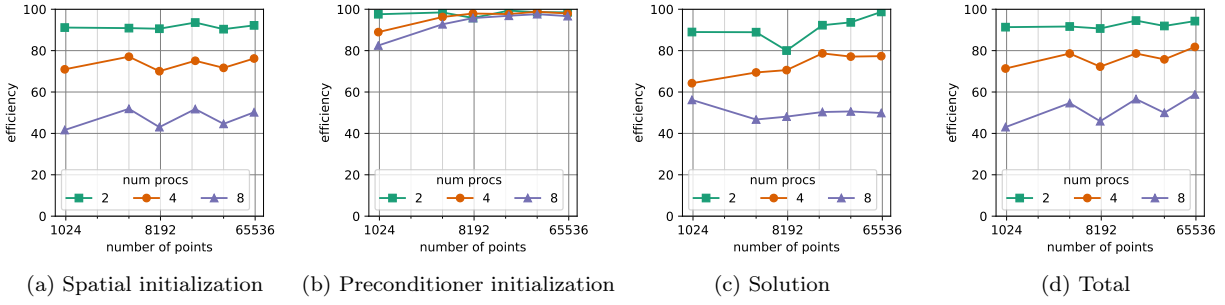 100
80
60
40
20
0
efficiency
num procs
2 4 8
1024 8192 65536
number of points
(a) Spatial initialization
100
80
60
40
20
0
efficiency
num procs
2 4 8
1024 8192 65536
number of points
(b) Preconditioner initialization
100
80
60
40
20
0
efficiency
num procs
2 4 8
1024 8192 65536
number of points
(c) Solution
100
80
60
40
20
0
efficiency
num procs
2 4 8
1024 8192 65536
number of points
(d) Total